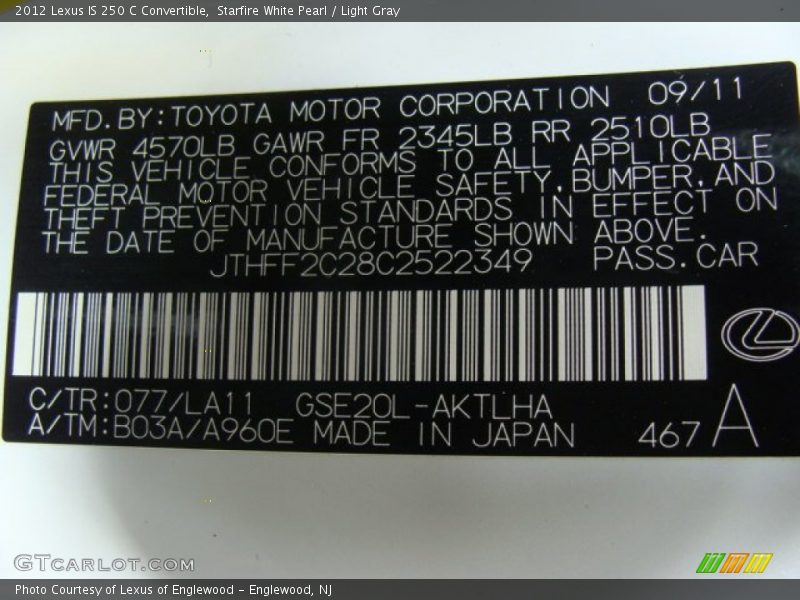 2012 Lexus IS 250 C Convertible, Starfire White Pearl / Light Gray
MFD. BY: TOYOTA MOTOR CORPORATION 09/11
GVWR 4570LB GAWR FR 2345LB RR 2510LB
THIS VEHICLE CONFORMS TO ALL APPLICABLE
FEDERAL MOTOR VEHICLE SAFETY, BUMPER, AND
THEFT PREVENTION STANDARDS IN EFFECT ON
THE DATE OF MANUFACTURE SHOWN ABOVE.
JTHFF2C28C2522349 PASS. CAR
C/TR: 077/LA11 GSE20L-AKTLHA
A/TM: B03A/A960E MADE IN JAPAN 467 A
GTCARLOT.COM
Photo Courtesy of Lexus of Englewood - Englewood, NJ